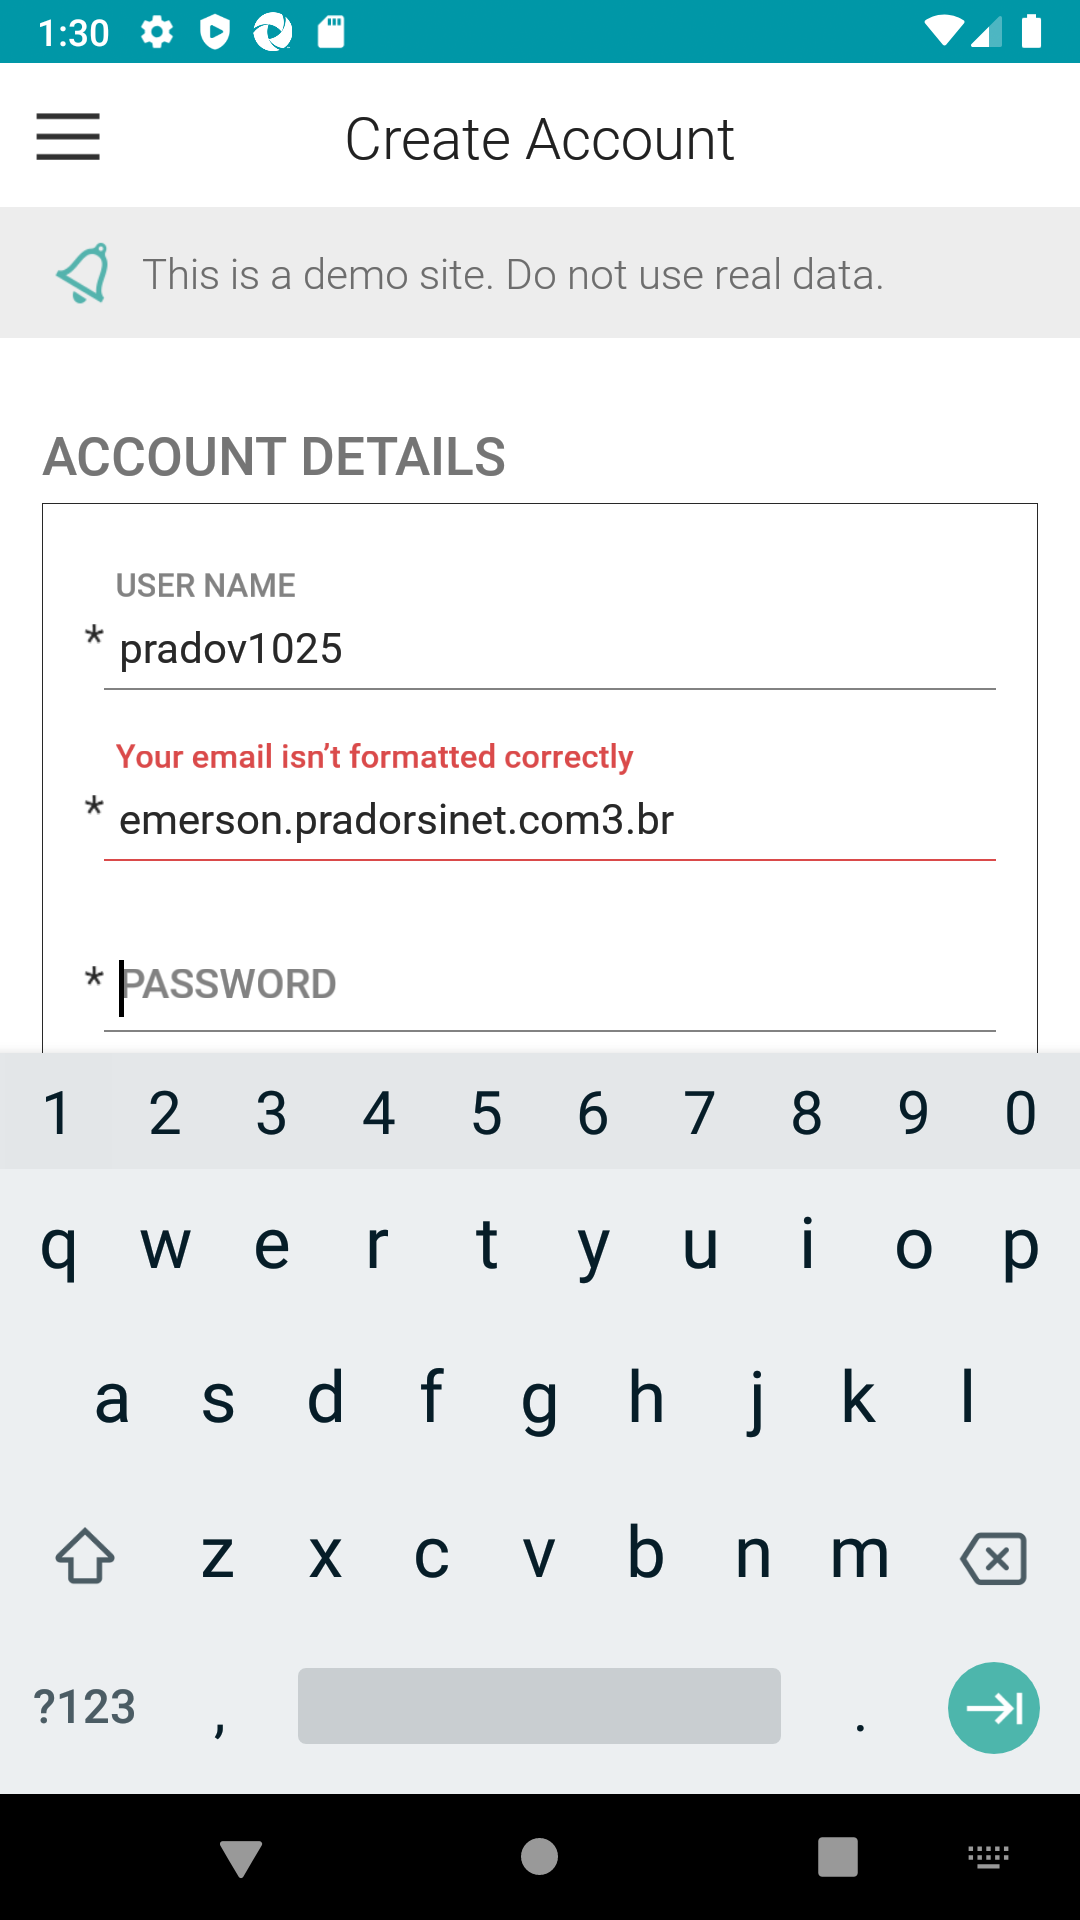 1:30
Create Account
This is a demo site. Do not use real data.
ACCOUNT DETAILS
USER NAME
* pradov1025
Your email isn’t formatted correctly
* emerson.pradorsinet.com3.br
* PASSWORD
1 2 3 4 5 6 7 8 9 0
q w e r t y u i o p
a s d f g h j k l
z x c v b n m
?123 , .